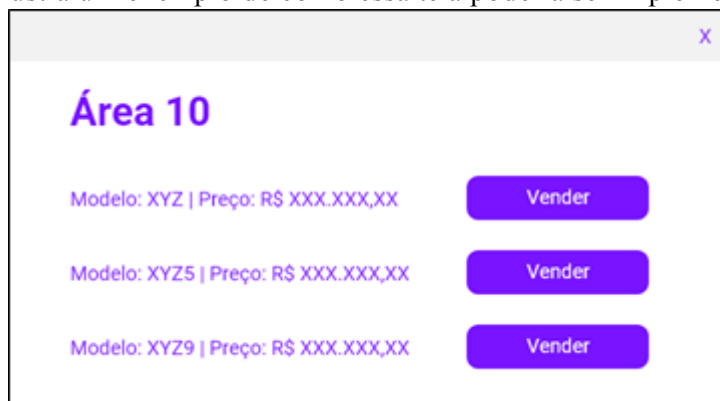 X
Área 10
Modelo: XYZ | Preço: R$ XXX.XXX,XX Vender
Modelo: XYZ5 | Preço: R$ XXX.XXX,XX Vender
Modelo: XYZ9 | Preço: R$ XXX.XXX,XX Vender